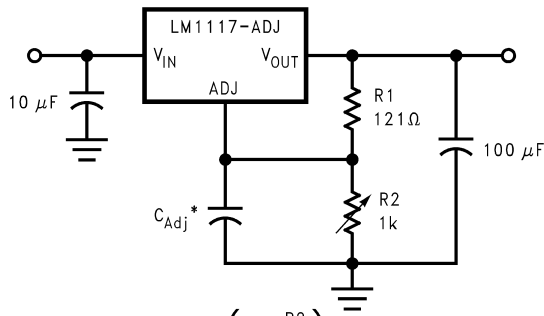 LM1117-ADJ
V_IN
V_OUT
ADJ
10 µF
R1
121Ω
100 µF
C_Adj*
R2
1k